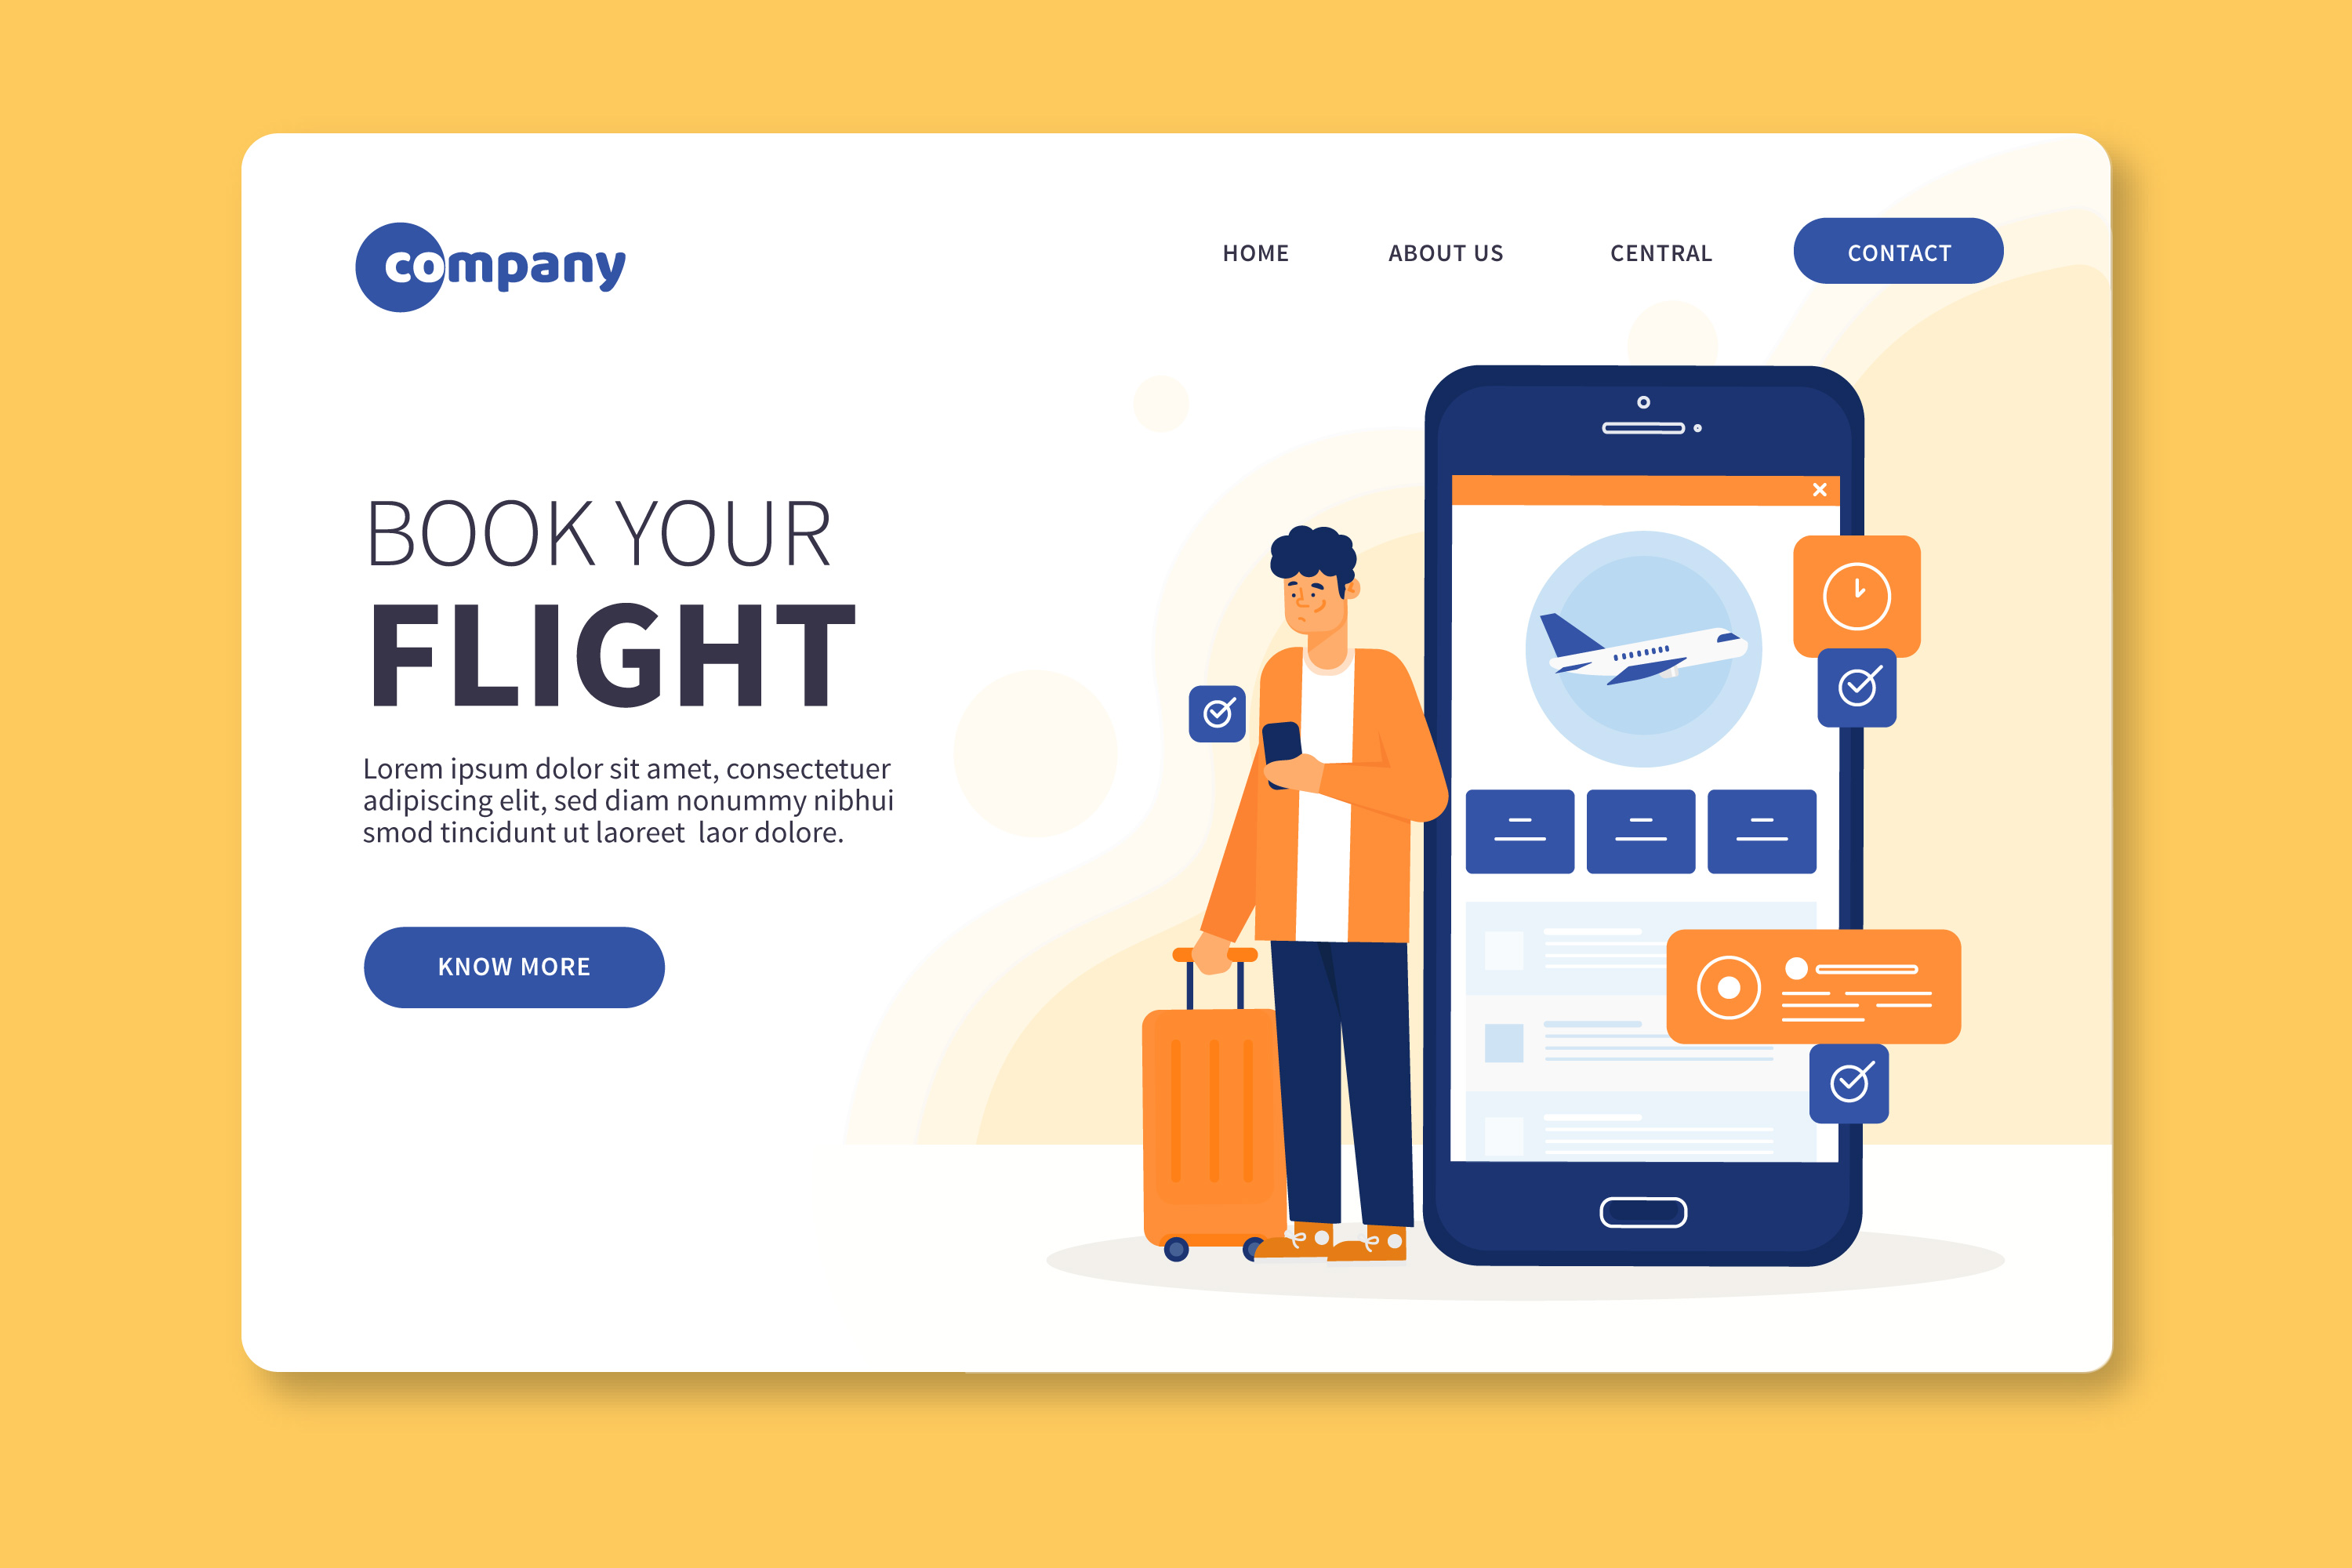 company
HOME ABOUT US CENTRAL CONTACT
BOOK YOUR
FLIGHT
Lorem ipsum dolor sit amet, consectetuer
adipiscing elit, sed diam nonummy nibhui
smod tincidunt ut laoreet  laor dolore.
KNOW MORE